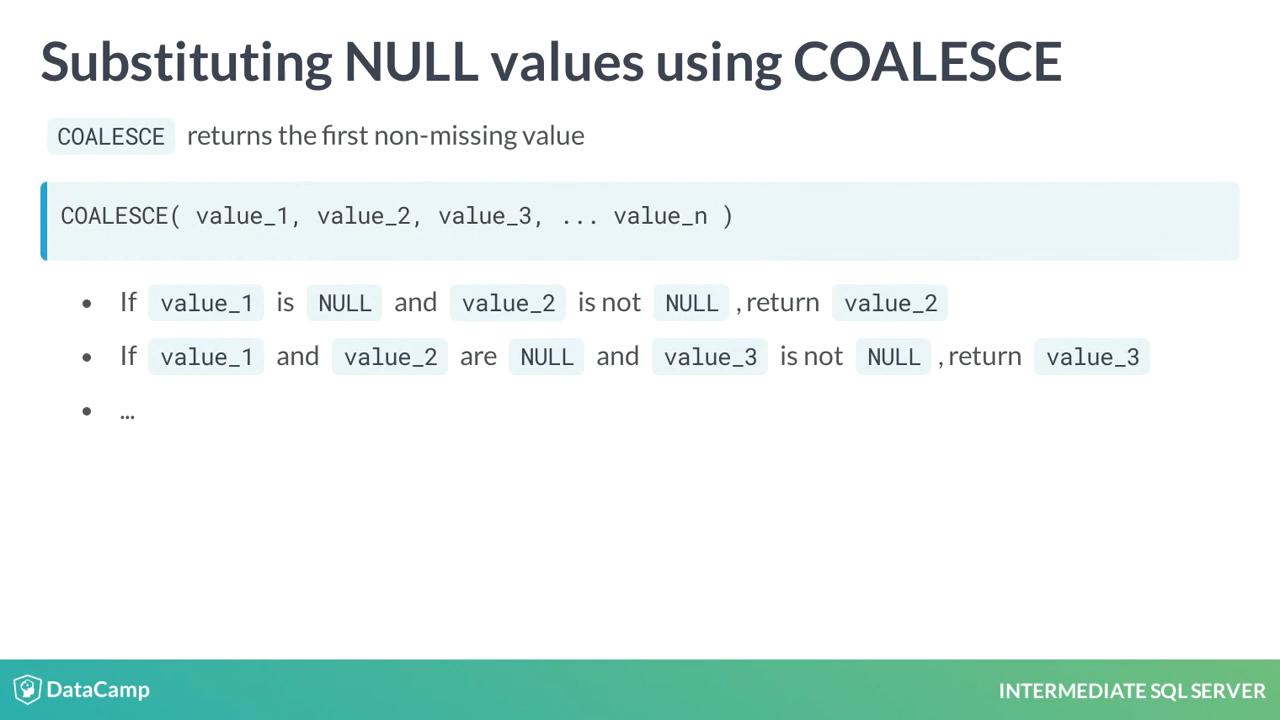 Substituting NULL values using COALESCE
COALESCE returns the first non-missing value
COALESCE( value_1, value_2, value_3, ... value_n )
• If value_1 is NULL and value_2 is not NULL , return value_2
• If value_1 and value_2 are NULL and value_3 is not NULL , return value_3
• …
DataCamp
INTERMEDIATE SQL SERVER